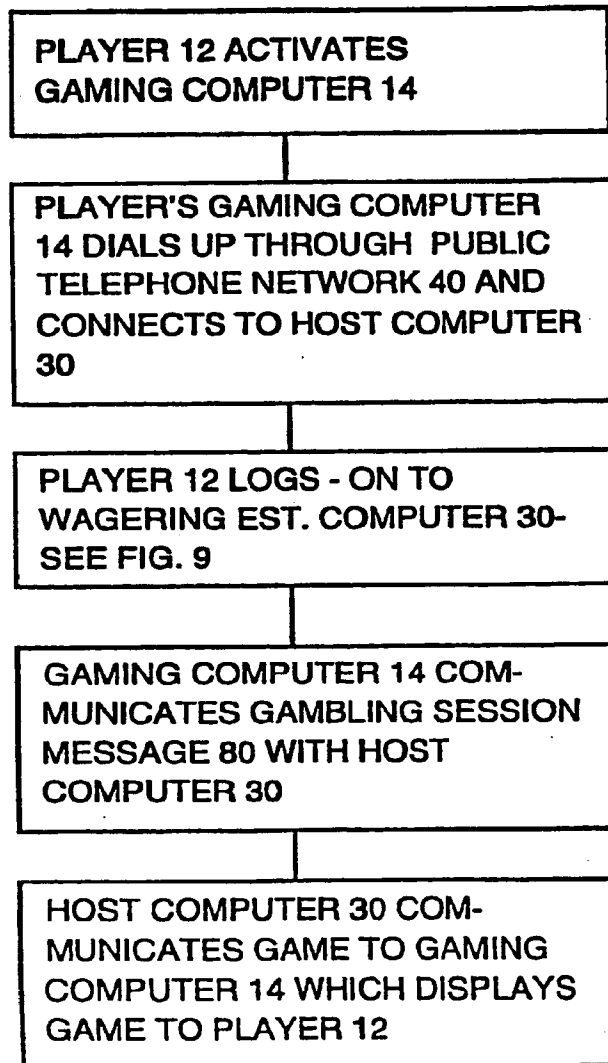 PLAYER 12 ACTIVATES
GAMING COMPUTER 14
PLAYER'S GAMING COMPUTER
14 DIALS UP THROUGH PUBLIC
TELEPHONE NETWORK 40 AND
CONNECTS TO HOST COMPUTER
30
PLAYER 12 LOGS - ON TO
WAGERING EST. COMPUTER 30-
SEE FIG. 9
GAMING COMPUTER 14 COM-
MUNICATES GAMBLING SESSION
MESSAGE 80 WITH HOST
COMPUTER 30
HOST COMPUTER 30 COM-
MUNICATES GAME TO GAMING
COMPUTER 14 WHICH DISPLAYS
GAME TO PLAYER 12